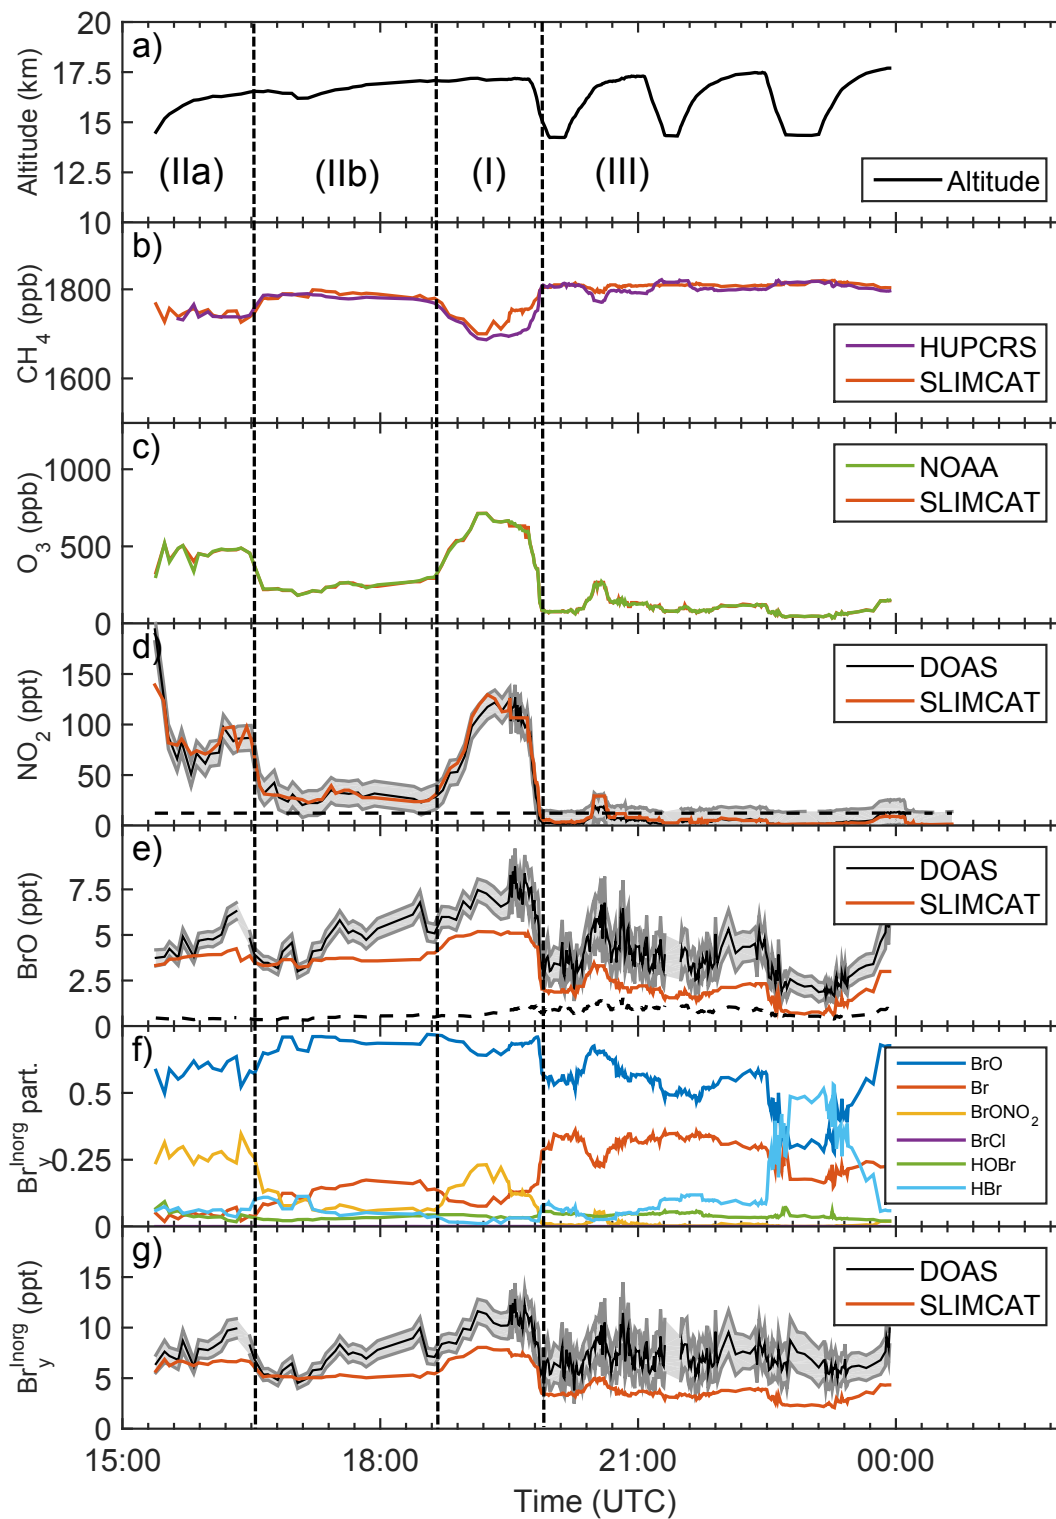 a)
Altitude (km)
20
17.5
15
12.5
10
(IIa)
(IIb)
(I)
(III)
Altitude
b)
CH4 (ppb)
1800
1600
HUPCRS
SLIMCAT
c)
O3 (ppb)
1000
500
0
NOAA
SLIMCAT
d)
NO2 (ppt)
150
100
50
0
DOAS
SLIMCAT
e)
BrO (ppt)
7.5
5
2.5
0
DOAS
SLIMCAT
f)
Br_y^Inorg part.
0.5
0.25
0
BrO
Br
BrONO2
BrCl
HOBr
HBr
g)
Br_y^Inorg (ppt)
15
10
5
0
DOAS
SLIMCAT
15:00
18:00
21:00
00:00
Time (UTC)